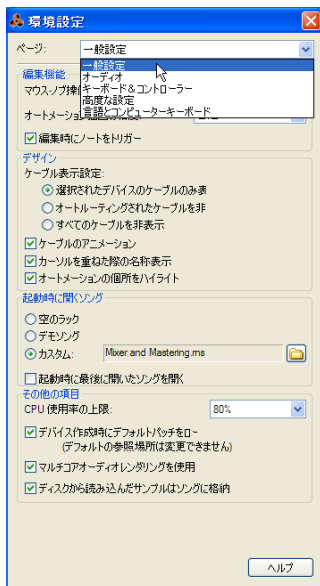 環境設定
ページ: 一般設定
一般設定
オーディオ
キーボード＆コントローラー
高度な設定
言語とコンピューターキーボード
編集機能
マウスノブ操
オートメーション
編集時にノートをトリガー
デザイン
ケーブル表示設定:
選択されたデバイスのケーブルのみ表
オートルーティングされたケーブルを非
すべてのケーブルを非表示
ケーブルのアニメーション
カーソルを重ねた際の名称表示
オートメーションの個所をハイライト
起動時に開くソング
空のラック
デモソング
カスタム: Mixer and Mastering.rns
起動時に最後に開いたソングを開く
その他の項目
CPU 使用率の上限: 80%
デバイス作成時にデフォルトパッチをロー
(デフォルトの参照場所は変更できません)
マルチコアオーディオレンダリングを使用
ディスクから読み込んだサンプルはソングに格納
ヘルプ